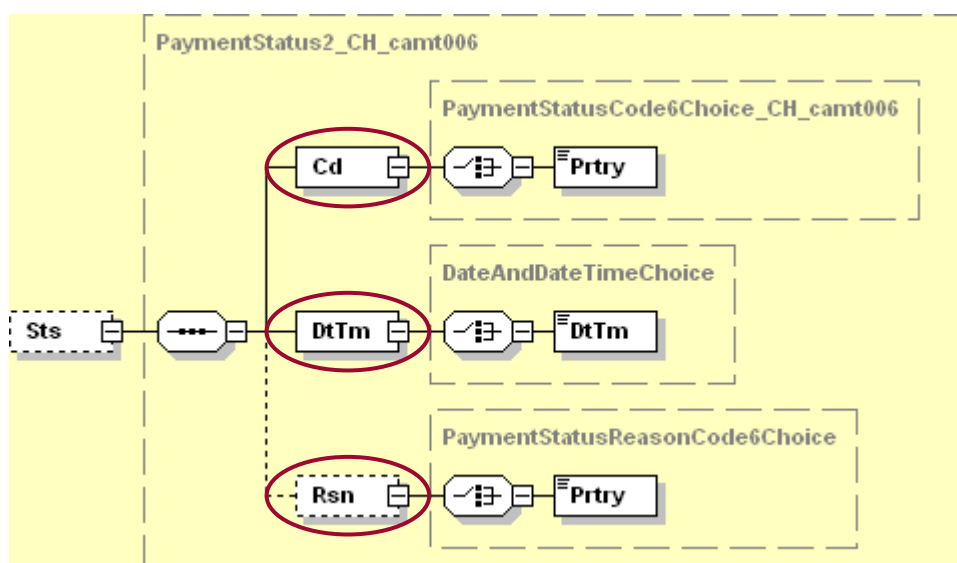 PaymentStatus2_CH_camt006
PaymentStatusCode6Choice_CH_camt006
Cd
Prtry
DateAndDateTimeChoice
Sts
DtTm
DtTm
PaymentStatusReasonCode6Choice
Rsn
Prtry